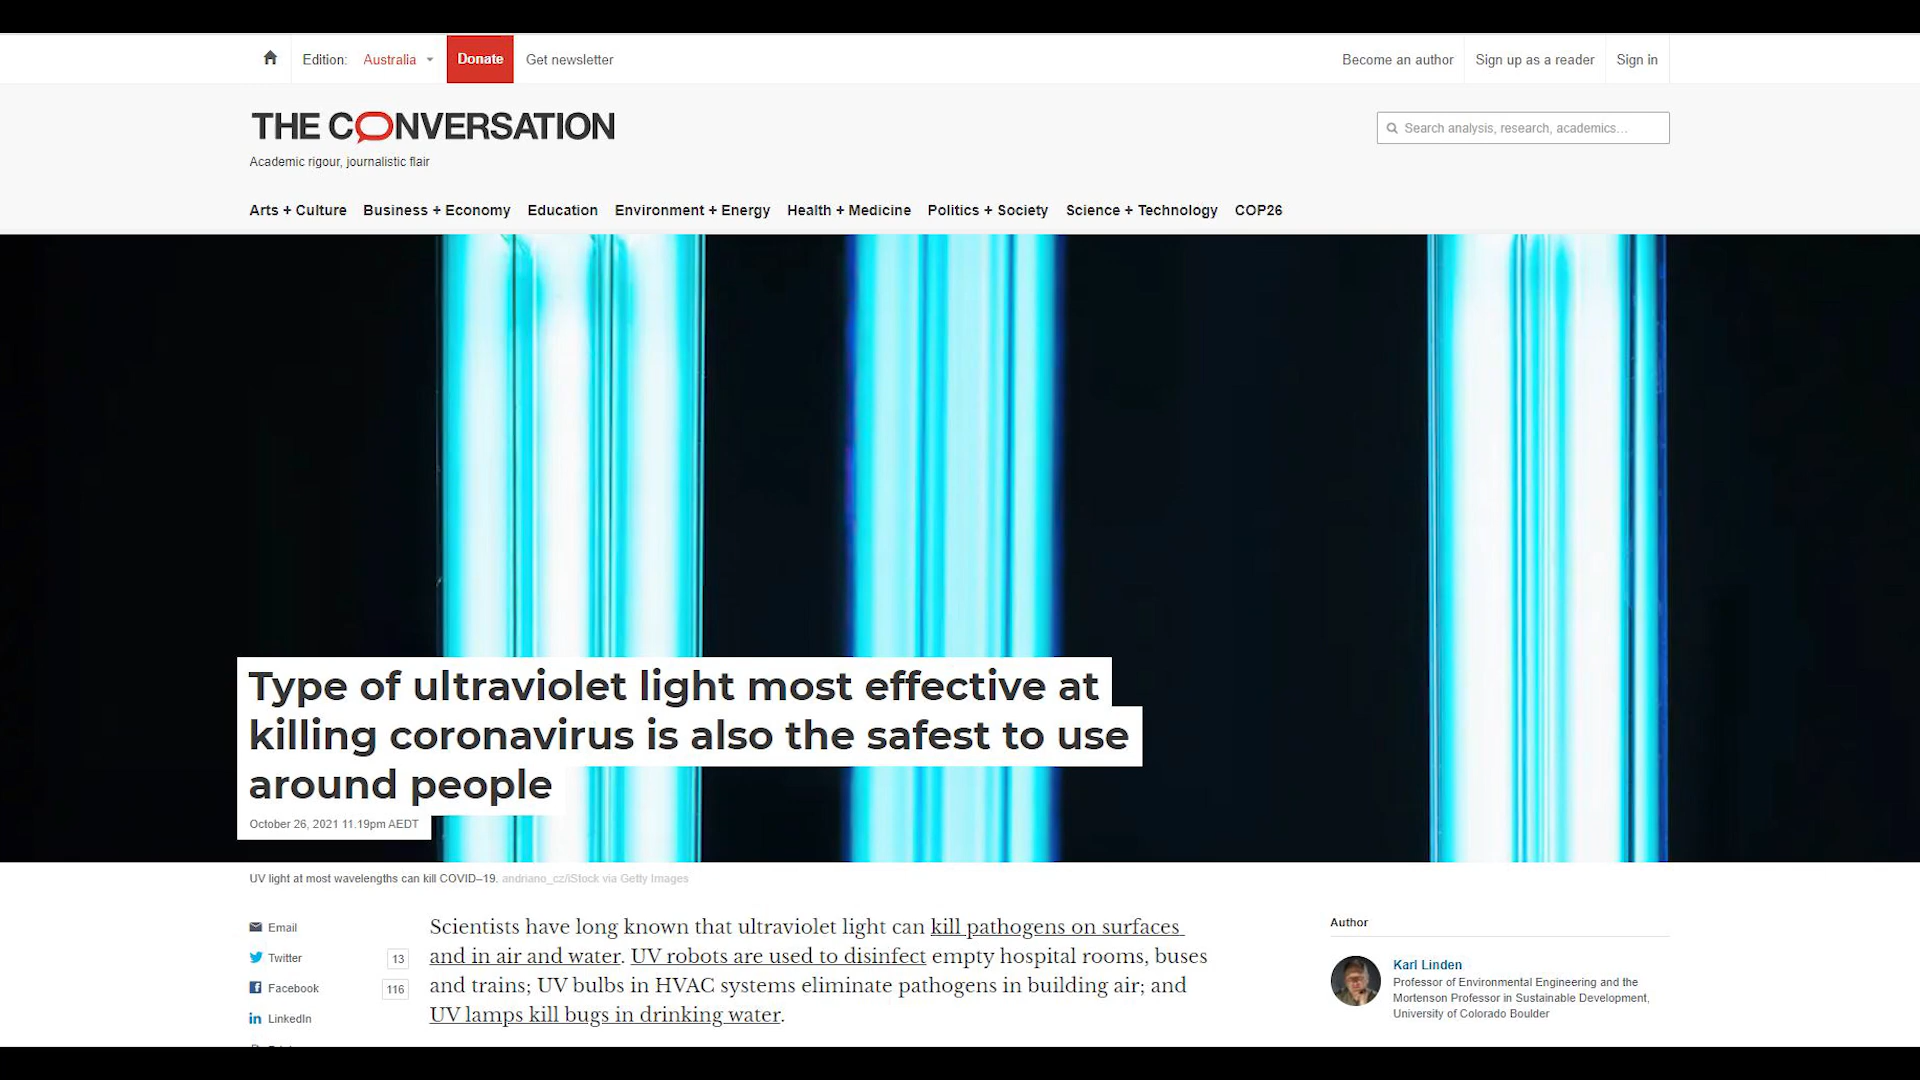 Edition: Australia Donate Get newsletter Become an author Sign up as a reader Sign in
THE CONVERSATION
Search analysis, research, academics…
Academic rigour, journalistic flair
Arts + Culture Business + Economy Education Environment + Energy Health + Medicine Politics + Society Science + Technology COP26
Type of ultraviolet light most effective at
killing coronavirus is also the safest to use
around people
October 26, 2021 11.19pm AEDT
UV light at most wavelengths can kill COVID–19. andriano_cz/iStock via Getty Images
Email
Twitter 13
Facebook 116
LinkedIn
Scientists have long known that ultraviolet light can kill pathogens on surfaces
and in air and water. UV robots are used to disinfect empty hospital rooms, buses
and trains; UV bulbs in HVAC systems eliminate pathogens in building air; and
UV lamps kill bugs in drinking water.
Author
Karl Linden
Professor of Environmental Engineering and the
Mortenson Professor in Sustainable Development,
University of Colorado Boulder